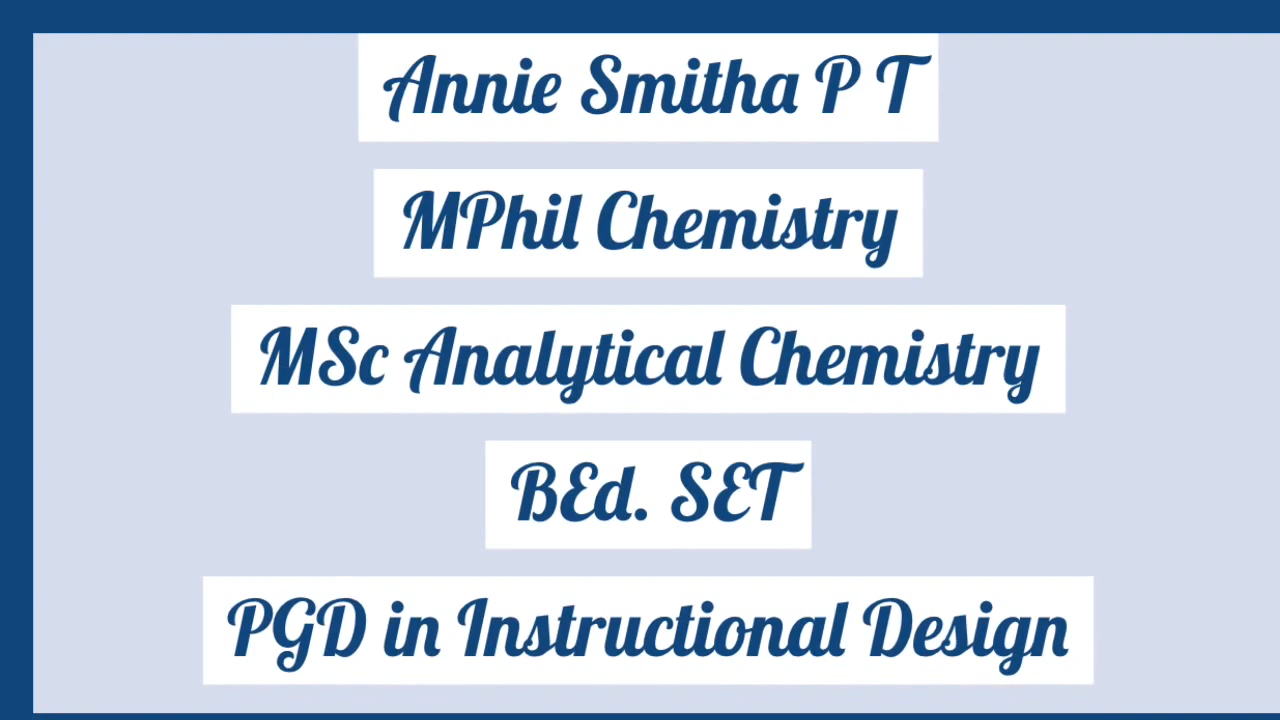 Annie Smitha P T
MPhil Chemistry
MSc Analytical Chemistry
BEd. SET
PGD in Instructional Design